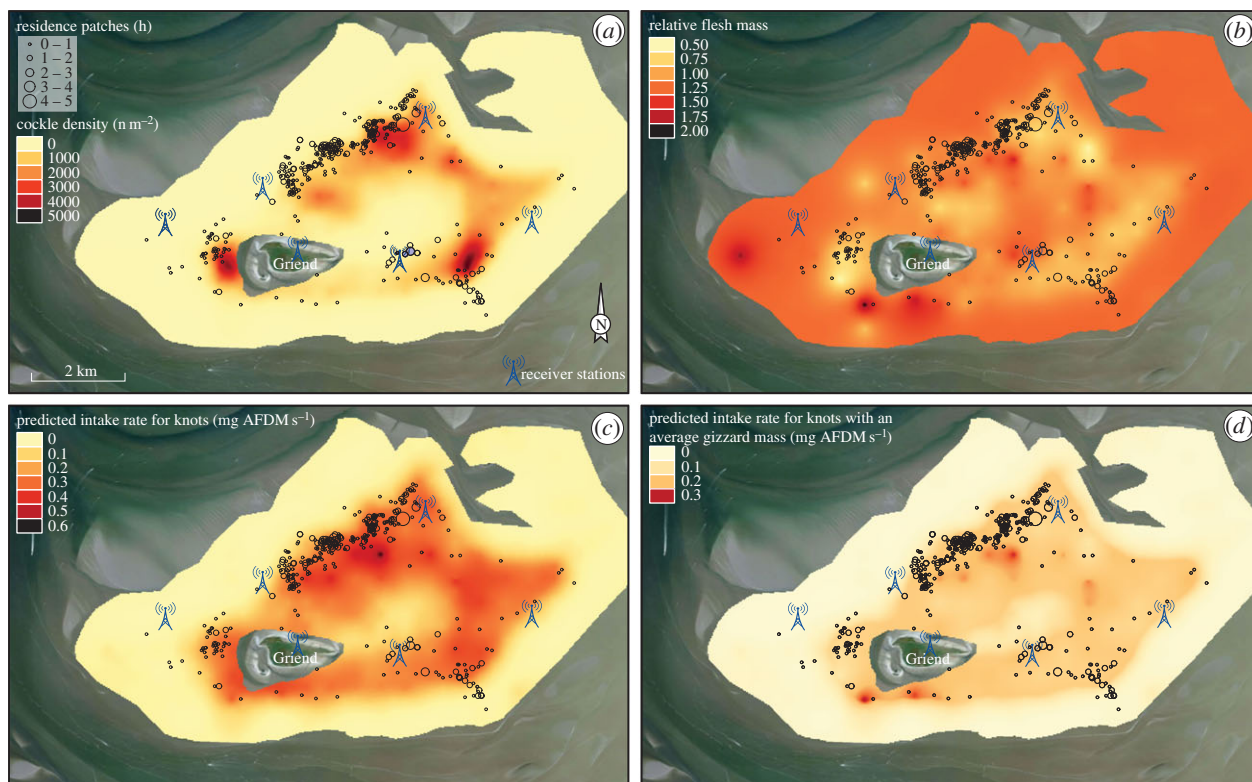 residence patches (h)
0 – 1
1 – 2
2 – 3
3 – 4
4 – 5
cockle density (n m⁻²)
0
1000
2000
3000
4000
5000
(a)
Griend
N
2 km
receiver stations
relative flesh mass
0.50
0.75
1.00
1.25
1.50
1.75
2.00
(b)
Griend
predicted intake rate for knots (mg AFDM s⁻¹)
0
0.1
0.2
0.3
0.4
0.5
0.6
(c)
Griend
predicted intake rate for knots with an
average gizzard mass (mg AFDM s⁻¹)
0
0.1
0.2
0.3
(d)
Griend